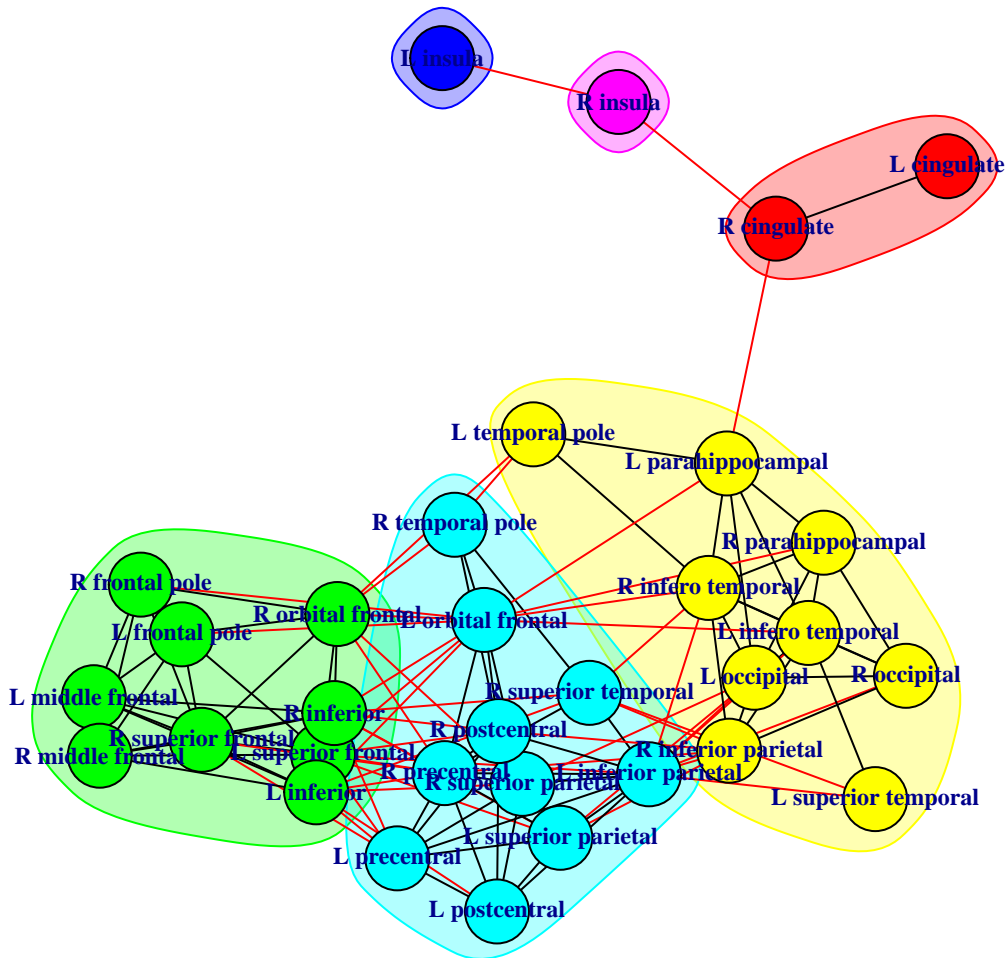 L insula
R insula
L cingulate
R cingulate
L temporal pole
L parahippocampal
R temporal pole
R parahippocampal
R frontal pole
R infero temporal
R orbital frontal
L orbital frontal
L frontal pole
L infero temporal
L occipital
R occipital
R superior temporal
L middle frontal
R inferior
R postcentral
R superior frontal
R inferior parietal
L superior frontal
R middle frontal
R precentral
L inferior parietal
R superior parietal
L inferior
L superior temporal
L superior parietal
L precentral
L postcentral